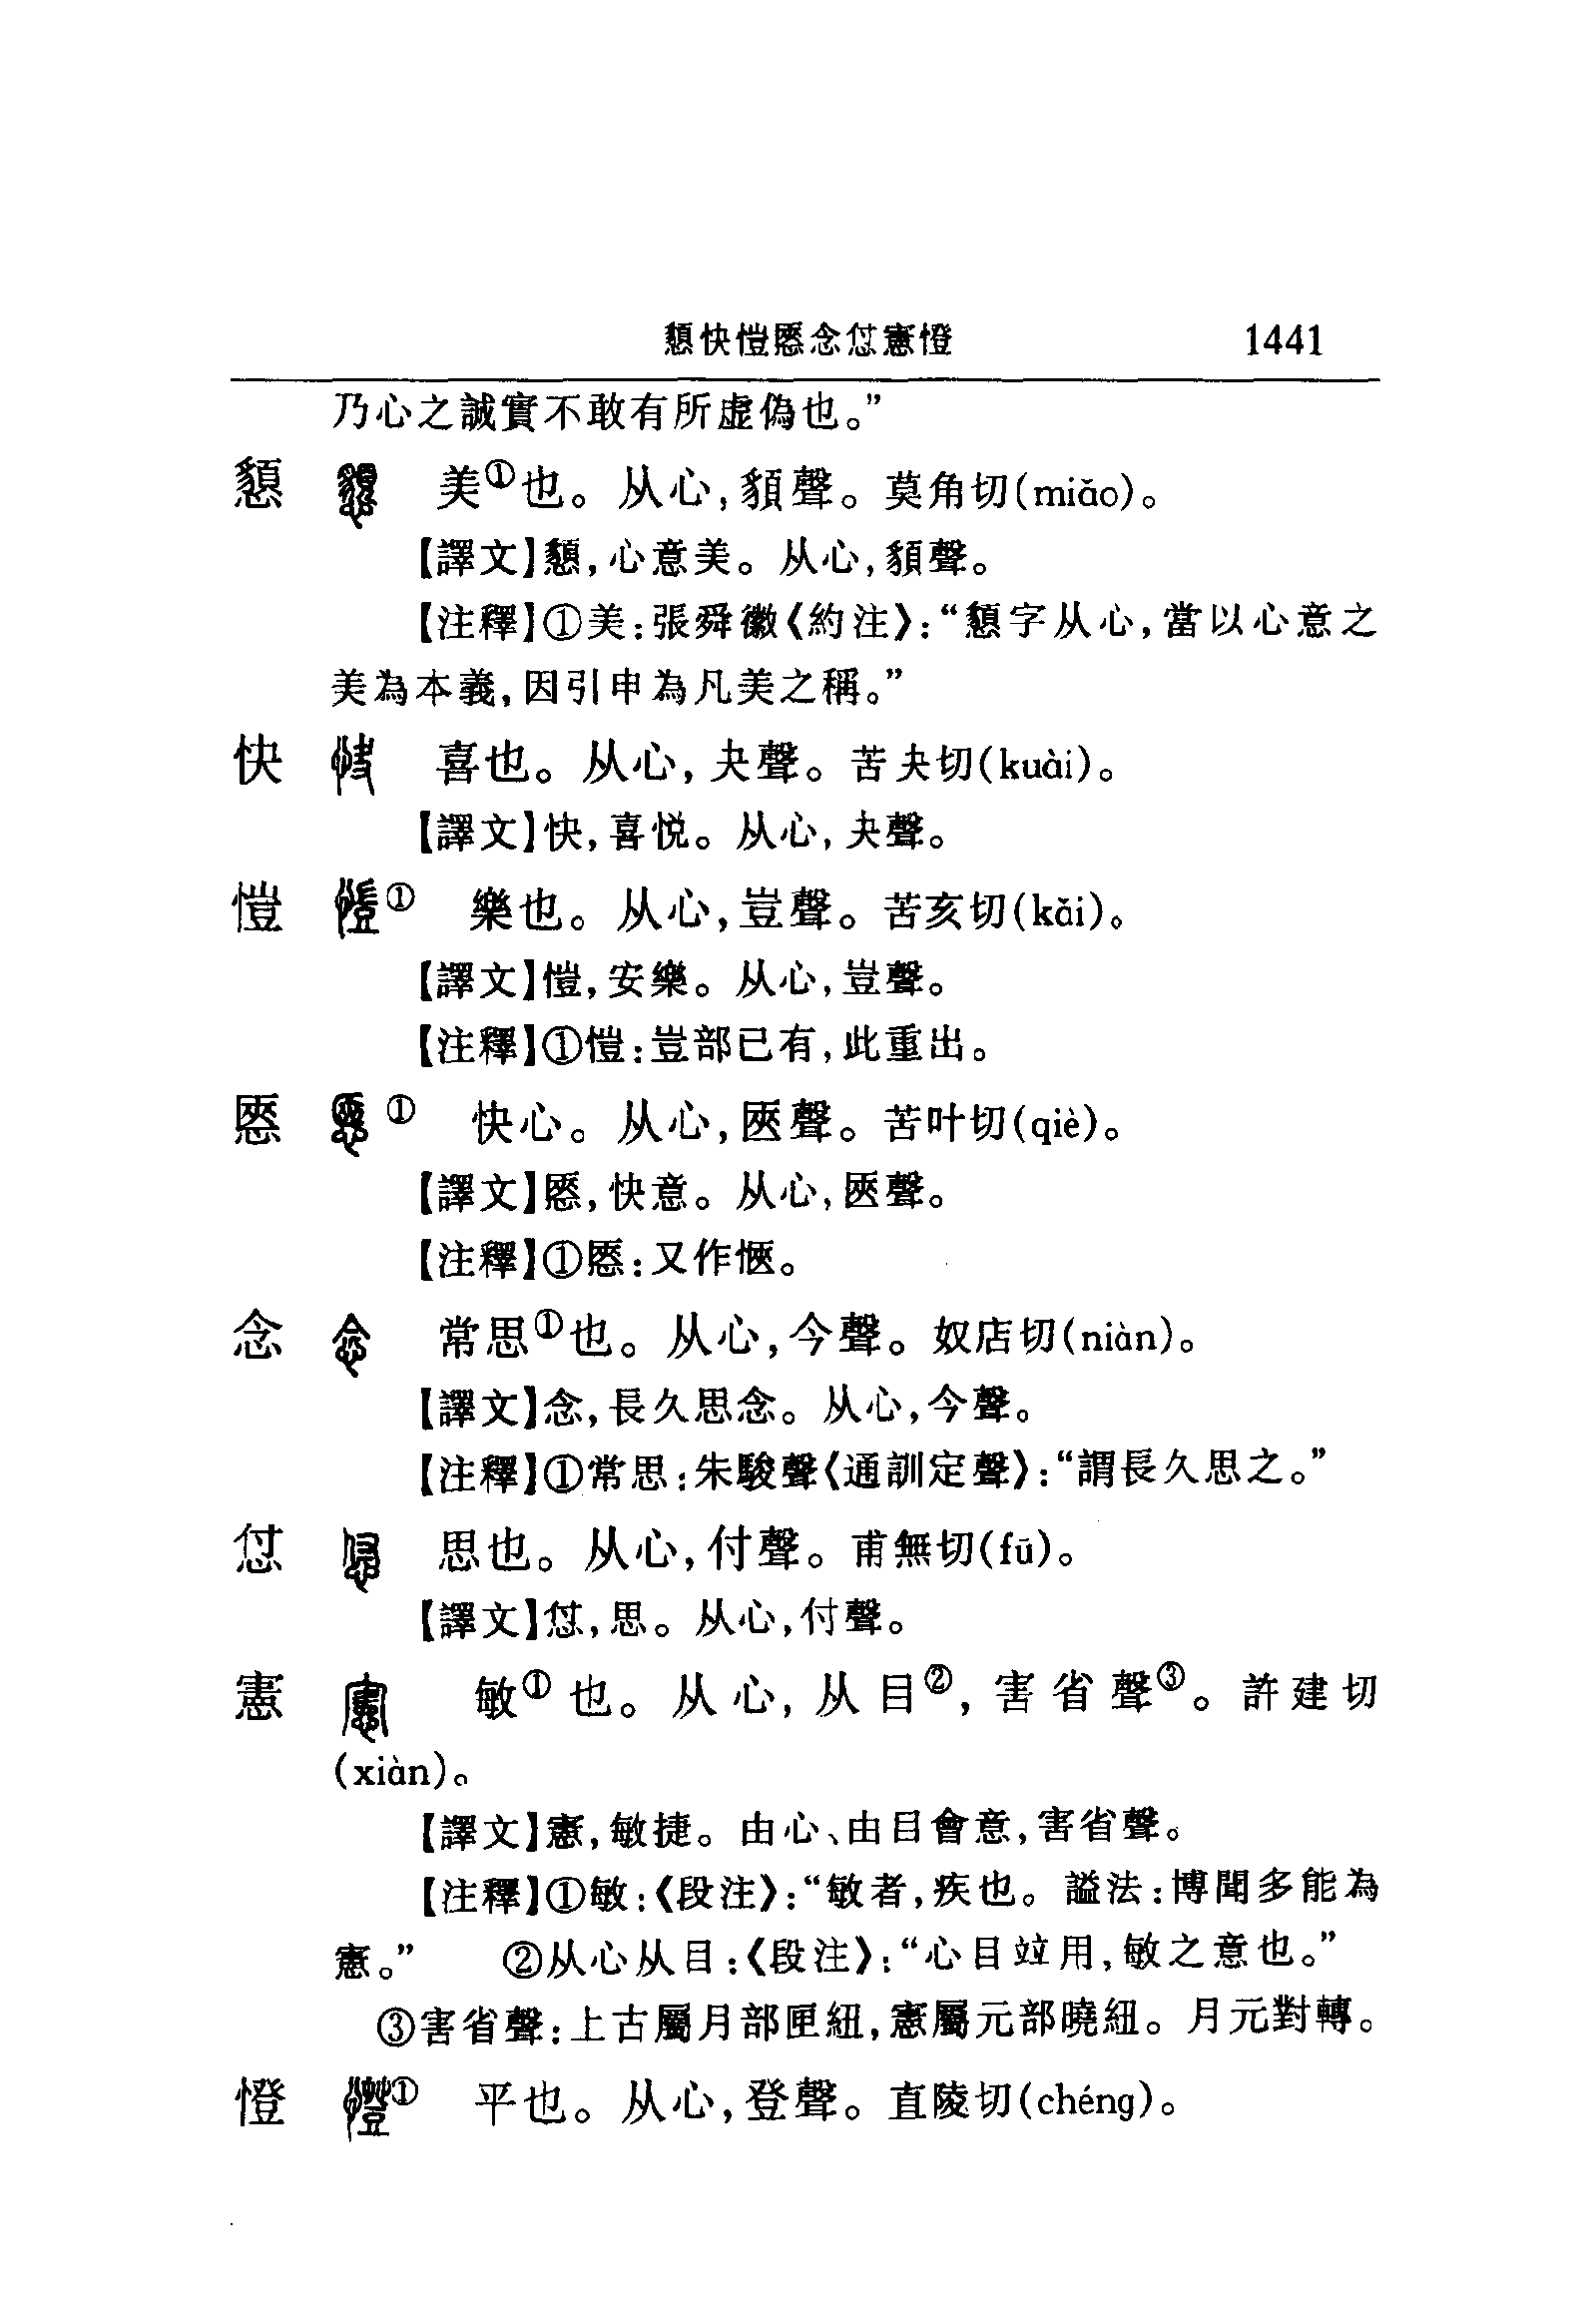 懇快愷㥦念怤憲憕 1441
乃心之誠實不敢有所虛偽也。”
懇 美①也。从心,䫉聲。莫角切(miǎo)。
【譯文】懇,心意美。从心,䫉聲。
【注釋】①美:張舜徽《約注》:“懇字从心,當以心意之
美為本義,因引申為凡美之稱。”
快 喜也。从心,夬聲。苦夬切(kuài)。
【譯文】快,喜悦。从心,夬聲。
愷 ① 樂也。从心,豈聲。苦亥切(kǎi)。
【譯文】愷,安樂。从心,豈聲。
【注釋】①愷:豈部已有,此重出。
㥦 ① 快心。从心,匧聲。苦叶切(qiè)。
【譯文】㥦,快意。从心,匧聲。
【注釋】①㥦:又作愜。
念 常思①也。从心,今聲。奴店切(niàn)。
【譯文】念,長久思念。从心,今聲。
【注釋】①常思:朱駿聲《通訓定聲》:“謂長久思之。”
怤 思也。从心,付聲。甫無切(fū)。
【譯文】怤,思。从心,付聲。
憲 敏①也。从心,从目②,害省聲③。許建切
(xiàn)。
【譯文】憲,敏捷。由心、由目會意,害省聲。
【注釋】①敏:《段注》:“敏者,疾也。謚法:博聞多能為
憲。” ②从心从目:《段注》:“心目竝用,敏之意也。”
③害省聲:上古屬月部匣紐,憲屬元部曉紐。月元對轉。
憕 ① 平也。从心,登聲。直陵切(chéng)。